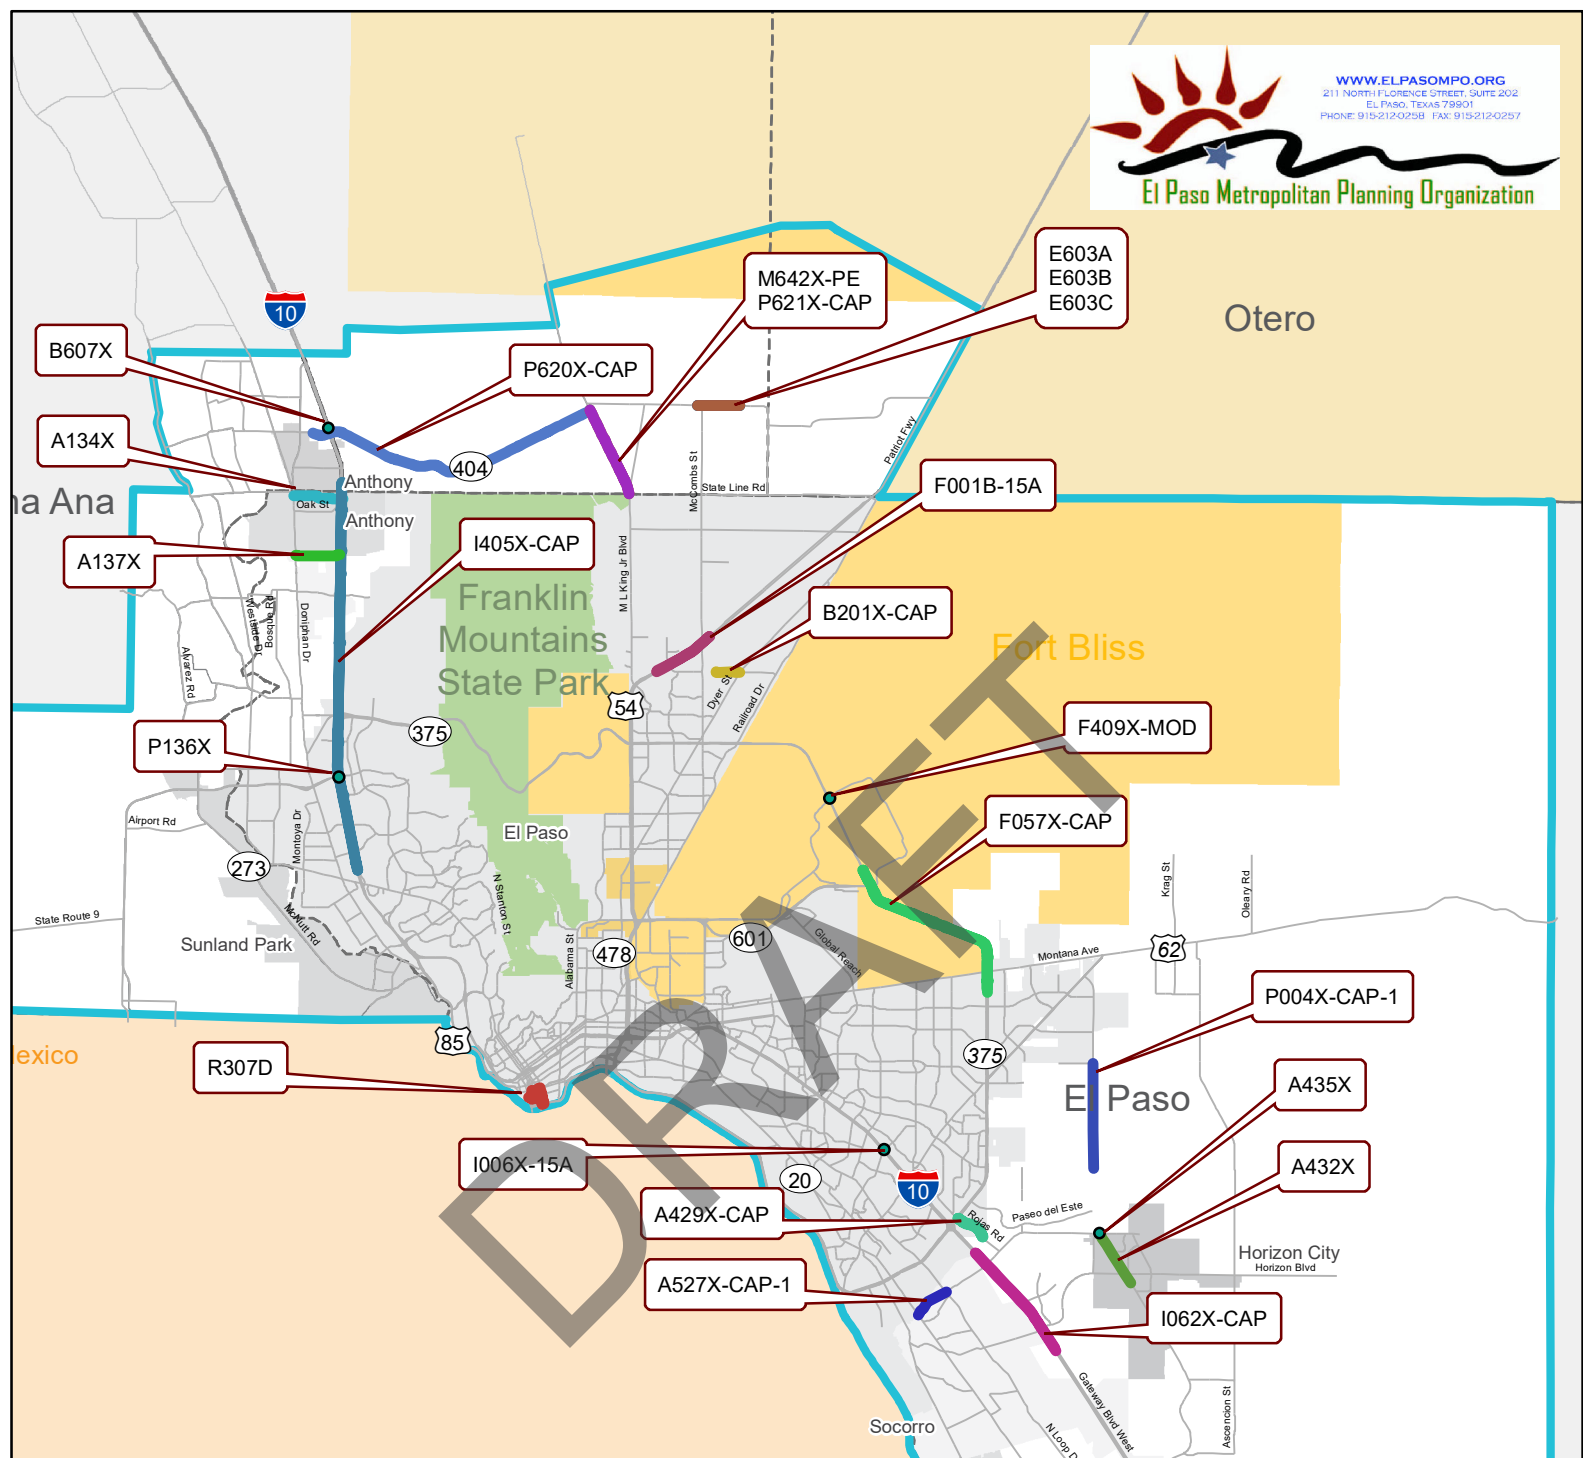 WWW.ELPASOMPO.ORG
211 NORTH FLORENCE STREET, SUITE 202
EL PASO, TEXAS 79901
PHONE: 915-212-0258 FAX: 915-212-0257
El Paso Metropolitan Planning Organization
E603A
E603B
E603C
M642X-PE
P621X-CAP
Otero
10
B607X
P620X-CAP
A134X
404
Patriot Fwy
McCombs St
Anthony
State Line Rd
F001B-15A
na Ana
Oak St
Anthony
I405X-CAP
A137X
M L King Jr Blvd
Franklin
Mountains
State Park
B201X-CAP
Fort Bliss
Westside Dr
Bosque Rd
Doniphan Dr
Alvarez Rd
Dyer St
Railroad Dr
54
375
F409X-MOD
P136X
Airport Rd
Montoya Dr
El Paso
F057X-CAP
273
Krag St
Oleary Rd
N Stanton St
State Route 9
McNutt Rd
Sunland Park
Alabama St
478
601
Global Reach
Montana Ave
62
P004X-CAP-1
85
exico
R307D
375
El Paso
A435X
I006X-15A
A432X
20
10
A429X-CAP
Rojas Rd
Paseo del Este
Horizon City
Horizon Blvd
A527X-CAP-1
I062X-CAP
Gateway Blvd West
Ascencion St
Socorro
N Loop D
DRAFT